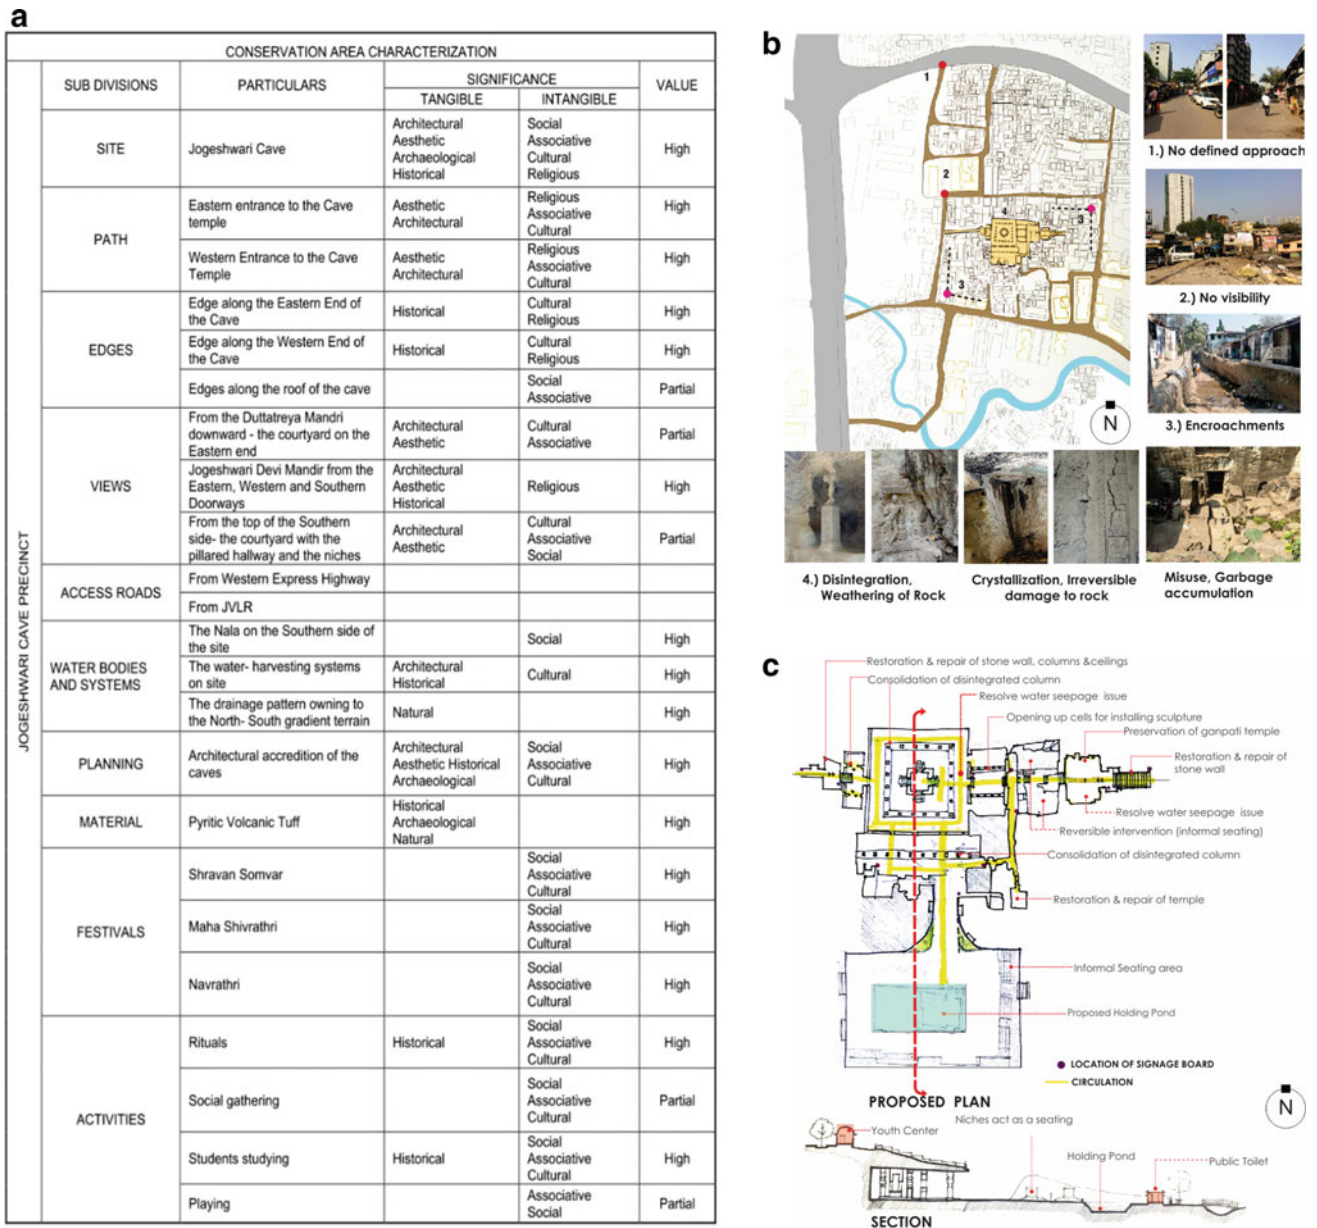 a
CONSERVATION AREA CHARACTERIZATION
JOGESHWARI CAVE PRECINCT
SUB DIVISIONS
PARTICULARS
SIGNIFICANCE
TANGIBLE
INTANGIBLE
VALUE
SITE
Jogeshwari Cave
Architectural
Aesthetic
Archaeological
Historical
Social
Associative
Cultural
Religious
High
PATH
Eastern entrance to the Cave
temple
Aesthetic
Architectural
Religious
Associative
Cultural
High
Western Entrance to the Cave
Temple
Aesthetic
Architectural
Religious
Associative
Cultural
High
EDGES
Edge along the Eastern End of
the Cave
Historical
Cultural
Religious
High
Edge along the Western End of
the Cave
Historical
Cultural
Religious
High
Edges along the roof of the cave
Social
Associative
Partial
VIEWS
From the Duttatreya Mandri
downward - the courtyard on the
Eastern end
Architectural
Aesthetic
Cultural
Associative
Partial
Jogeshwari Devi Mandir from the
Eastern, Western and Southern
Doorways
Architectural
Aesthetic
Historical
Religious
High
From the top of the Southern
side- the courtyard with the
pillared hallway and the niches
Architectural
Aesthetic
Cultural
Associative
Social
Partial
ACCESS ROADS
From Western Express Highway
From JVLR
WATER BODIES
AND SYSTEMS
The Nala on the Southern side of
the site
Social
High
The water- harvesting systems
on site
Architectural
Historical
Cultural
High
The drainage pattern owning to
the North- South gradient terrain
Natural
High
PLANNING
Architectural accreditation of the
caves
Architectural
Aesthetic Historical
Archaeological
Social
Associative
Cultural
High
MATERIAL
Pyritic Volcanic Tuff
Historical
Archaeological
Natural
High
FESTIVALS
Shravan Somvar
Social
Associative
Cultural
High
Maha Shivrathri
Social
Associative
Cultural
High
Navrathri
Social
Associative
Cultural
High
ACTIVITIES
Rituals
Historical
Social
Associative
Cultural
High
Social gathering
Social
Associative
Cultural
Partial
Students studying
Historical
Social
Associative
Cultural
High
Playing
Associative
Social
Partial
b
1
2
3
4
3
N
1.) No defined approach
2.) No visibility
3.) Encroachments
4.) Disintegration,
Weathering of Rock
Crystallization, Irreversible
damage to rock
Misuse, Garbage
accumulation
c
Restoration & repair of stone wall, columns &ceilings
Consolidation of disintegrated column
Resolve water seepage issue
Opening up cells for installing sculpture
Preservation of ganpati temple
Restoration & repair of
stone wall
Resolve water seepage issue
Reversible intervention (informal seating)
Consolidation of disintegrated column
Restoration & repair of temple
Informal Seating area
Proposed Holding Pond
LOCATION OF SIGNAGE BOARD
CIRCULATION
PROPOSED PLAN
N
Youth Center
Niches act as a seating
Holding Pond
Public Toilet
SECTION